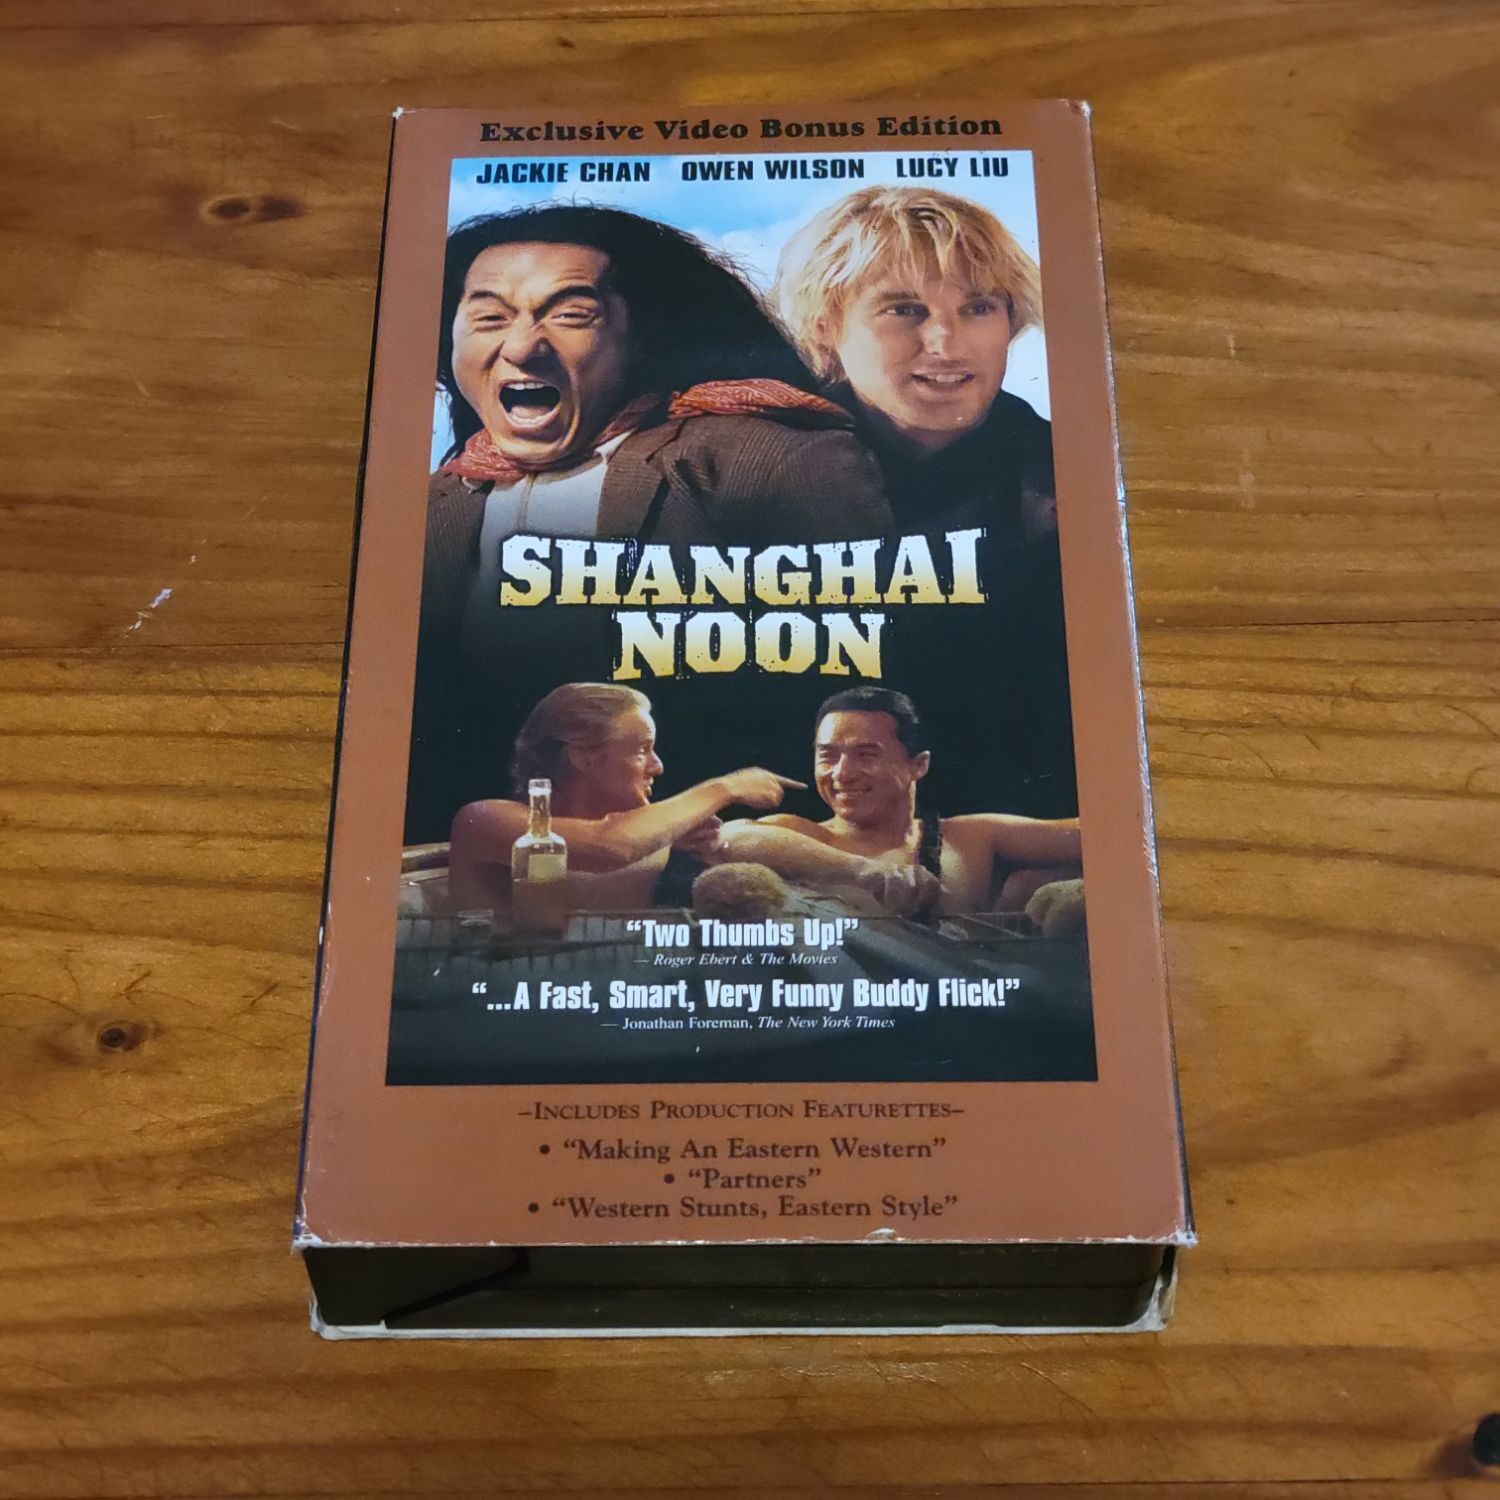 Exclusive Video Bonus Edition
JACKIE CHAN OWEN WILSON LUCY LIU
SHANGHAI
NOON
“Two Thumbs Up!”
— Roger Ebert & The Movies
“...A Fast, Smart, Very Funny Buddy Flick!”
— Jonathan Foreman, The New York Times
–INCLUDES PRODUCTION FEATURETTES–
• “Making An Eastern Western”
• “Partners”
• “Western Stunts, Eastern Style”